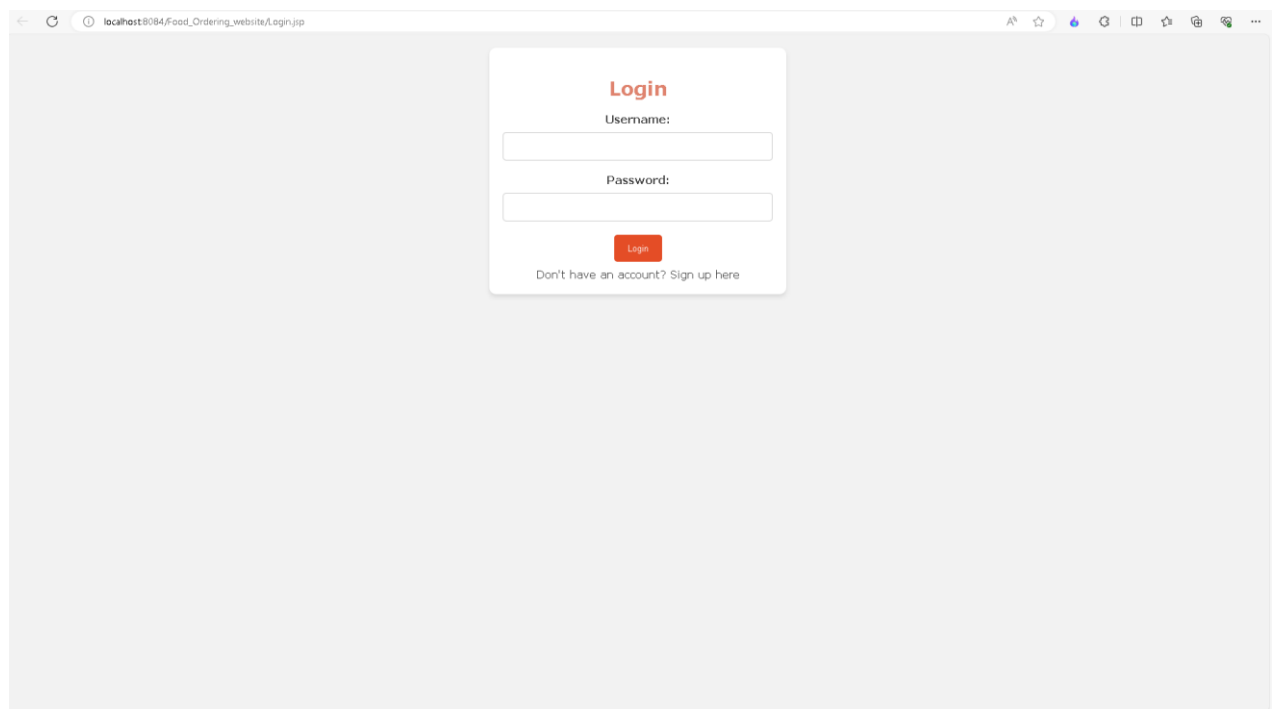 localhost:8084/Food_Ordering_website/Login.jsp
Login
Username:
Password:
Login
Don't have an account? Sign up here